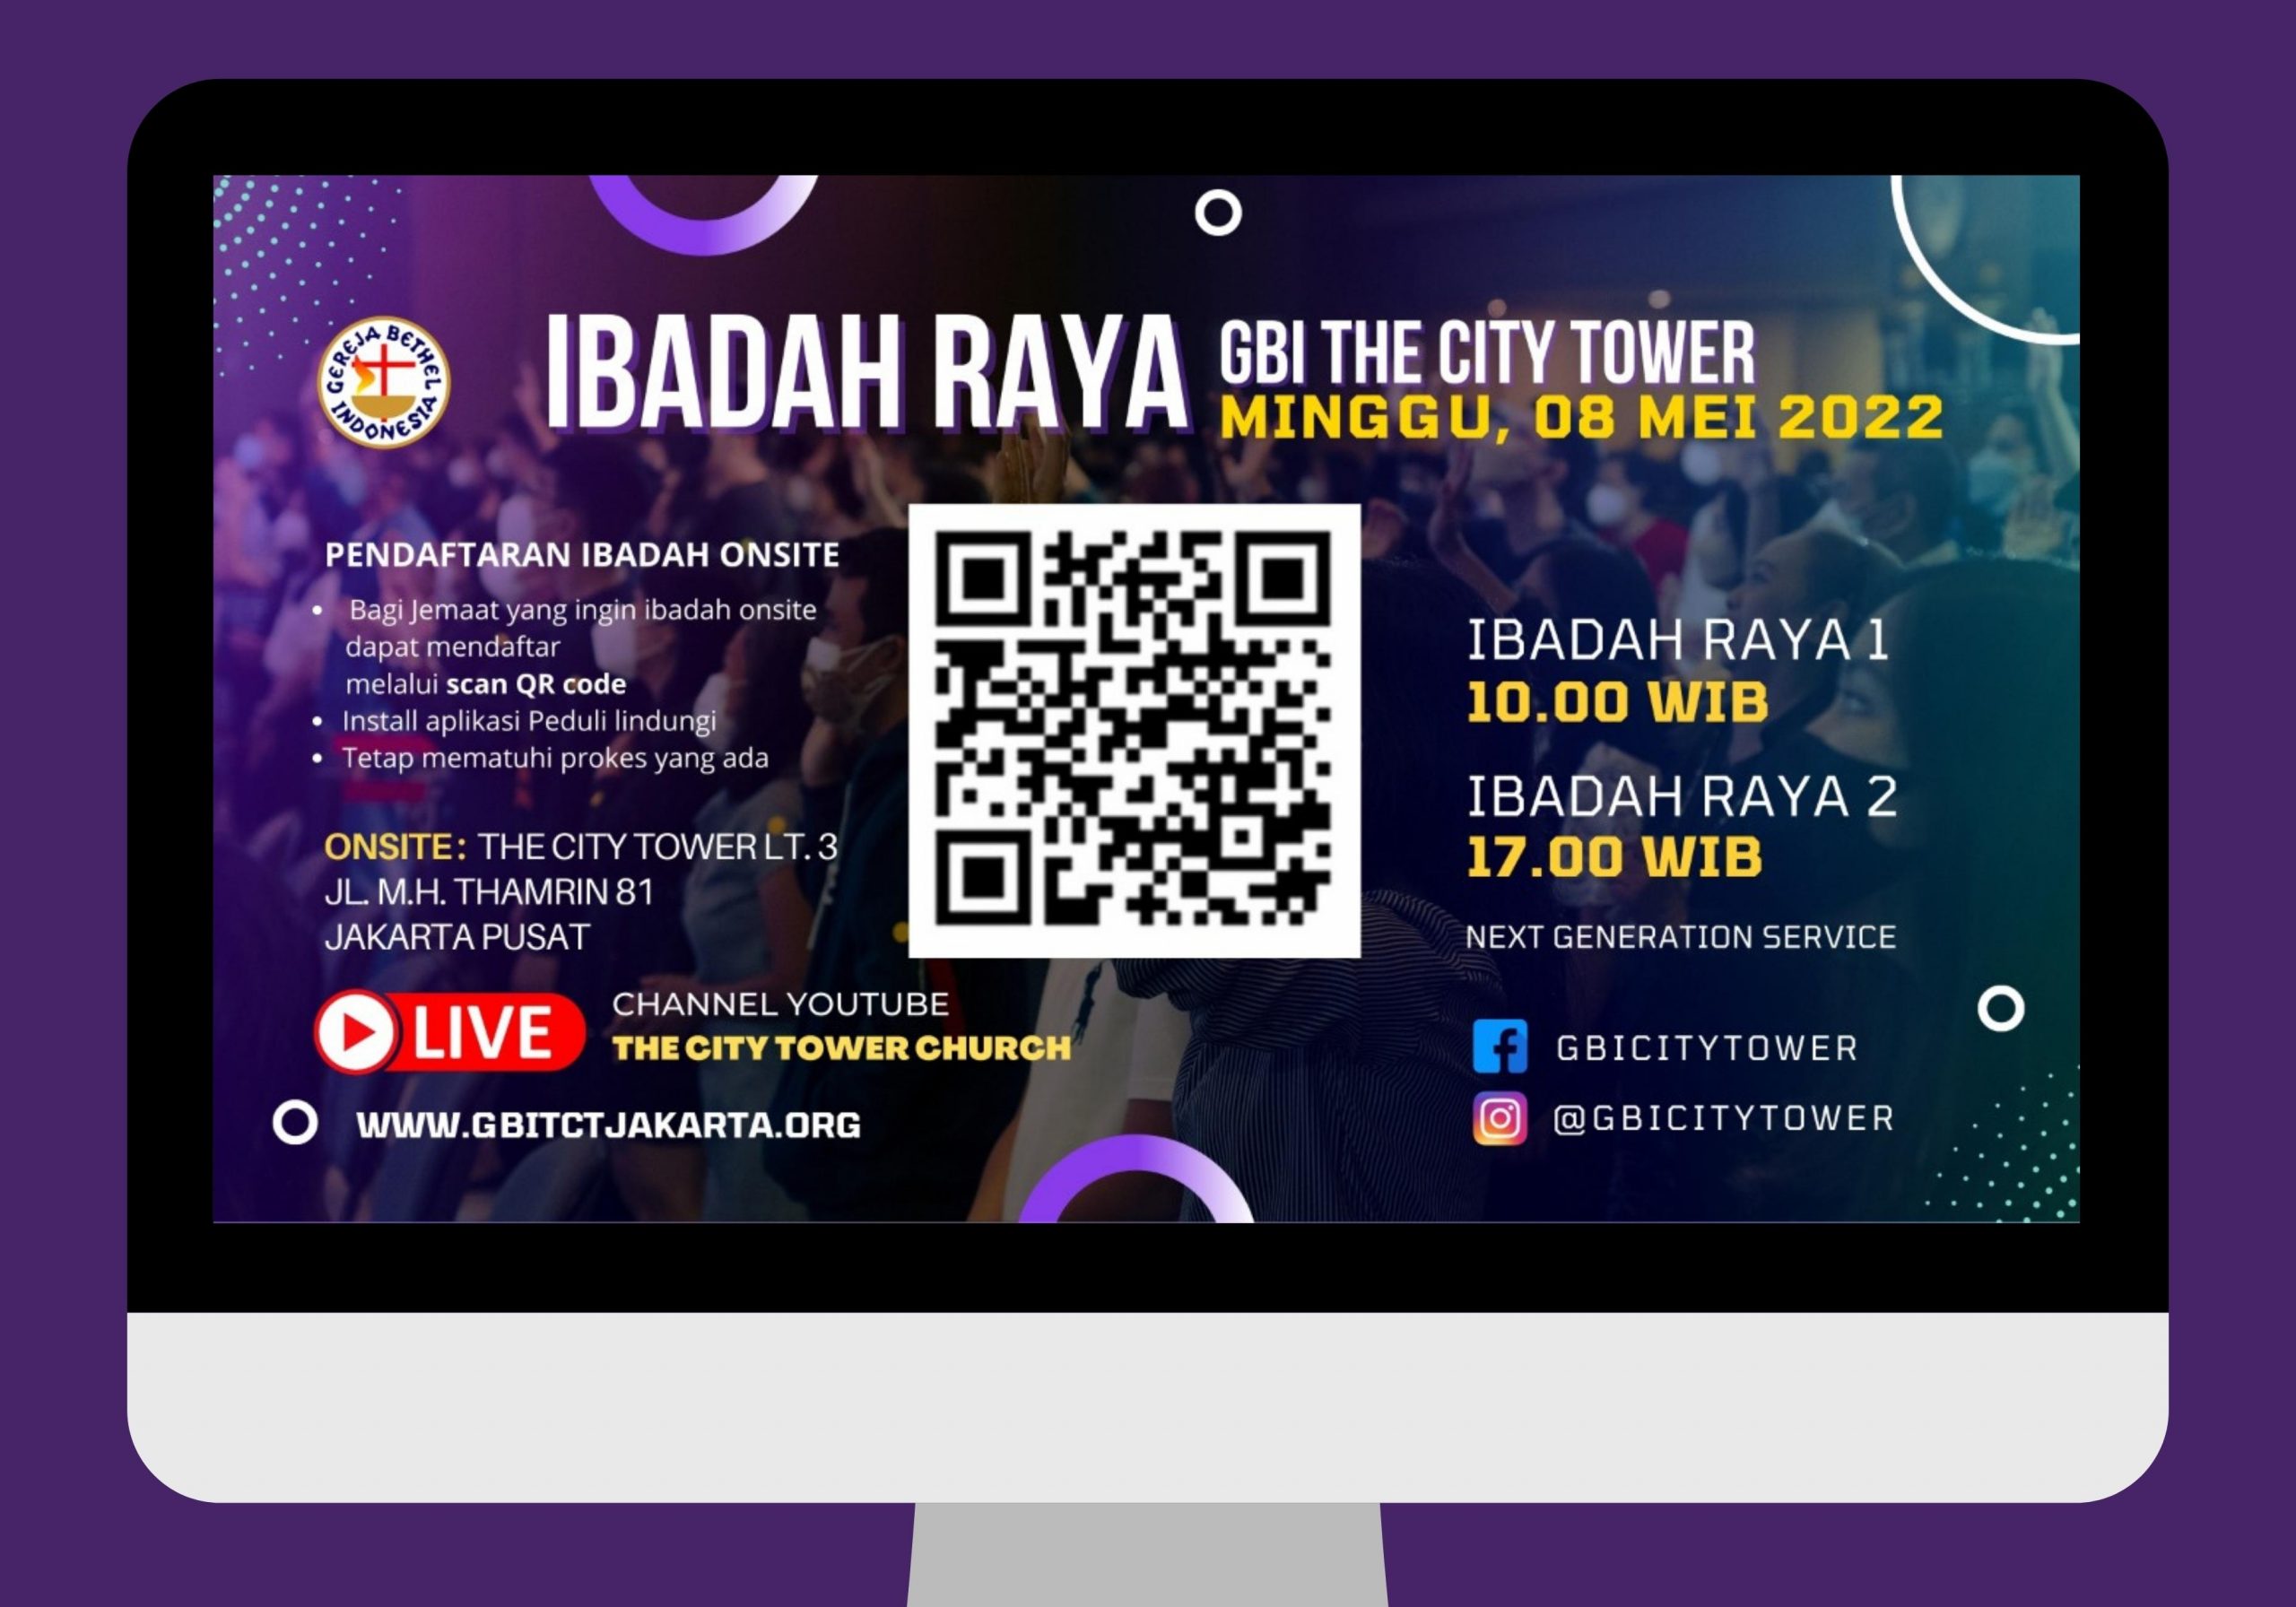 GEREJA BETHEL INDONESIA
IBADAH RAYA
GBI THE CITY TOWER
MINGGU, 08 MEI 2022
PENDAFTARAN IBADAH ONSITE
• Bagi Jemaat yang ingin ibadah onsite
dapat mendaftar
melalui scan QR code
• Install aplikasi Peduli lindungi
• Tetap mematuhi prokes yang ada
ONSITE: THE CITY TOWER LT. 3
JL. M.H. THAMRIN 81
JAKARTA PUSAT
LIVE
CHANNEL YOUTUBE
THE CITY TOWER CHURCH
WWW.GBITCTJAKARTA.ORG
IBADAH RAYA 1
10.00 WIB
IBADAH RAYA 2
17.00 WIB
NEXT GENERATION SERVICE
GBICITYTOWER
@GBICITYTOWER